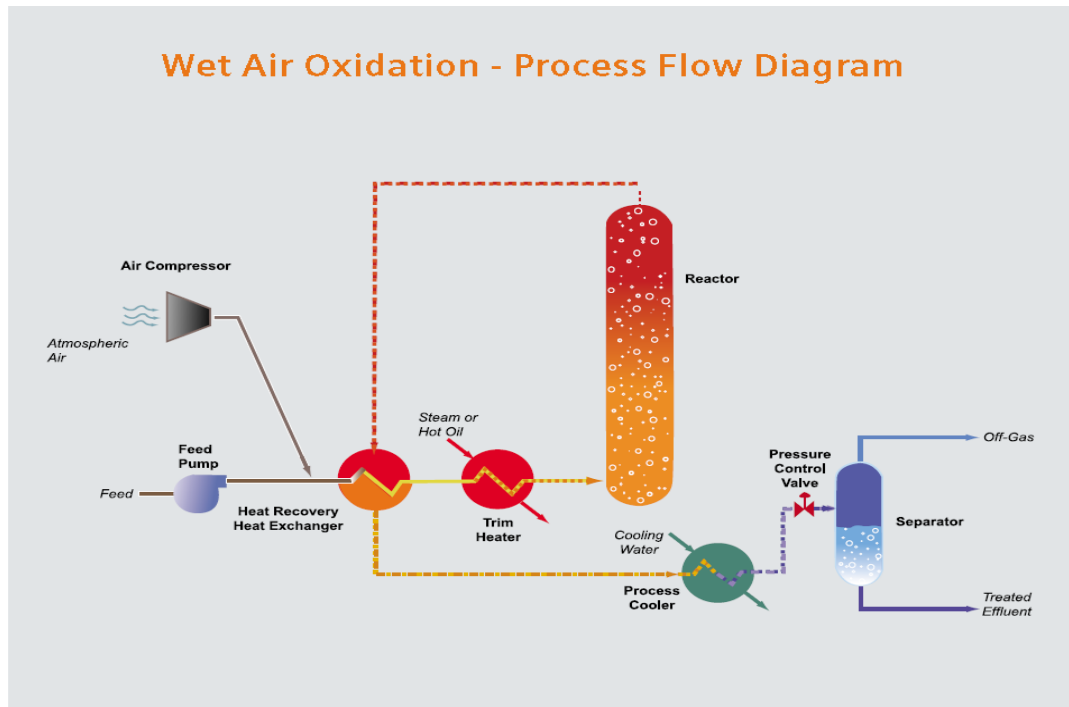 Wet Air Oxidation - Process Flow Diagram
Air Compressor
Atmospheric
Air
Reactor
Steam or
Hot Oil
Feed
Pump
Feed
Heat Recovery
Heat Exchanger
Trim
Heater
Cooling
Water
Process
Cooler
Pressure
Control
Valve
Off-Gas
Separator
Treated
Effluent